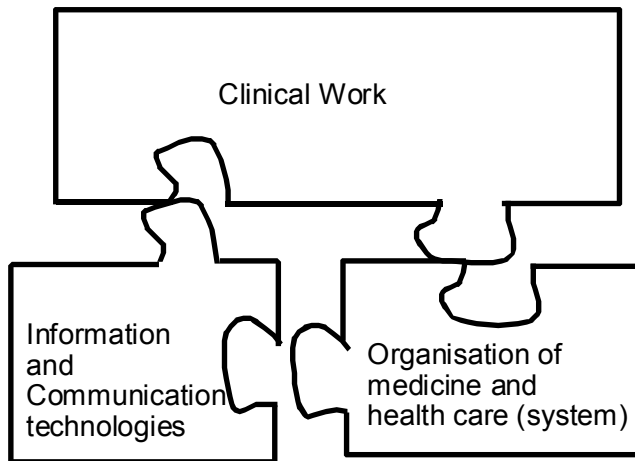 Clinical Work
Information
and
Communication
technologies
Organisation of
medicine and
health care (system)